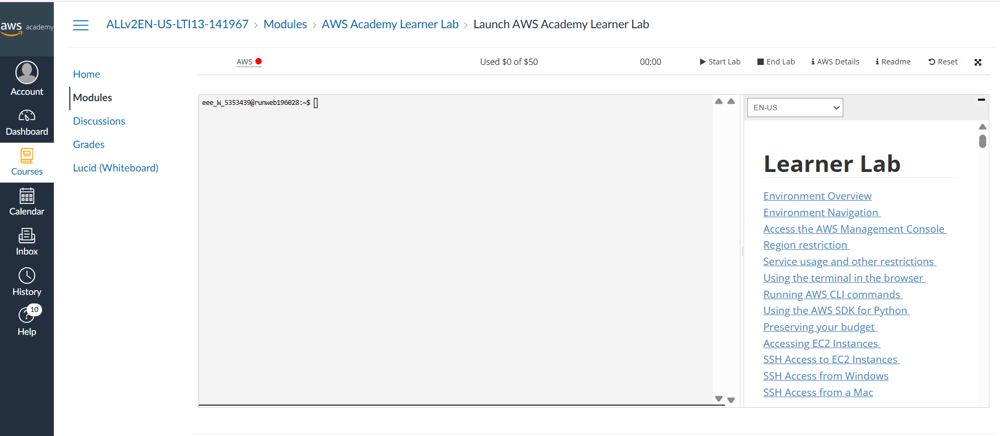 aws academy
Account
Dashboard
Courses
Calendar
Inbox
History
10
Help
ALLv2EN-US-LTI13-141967 › Modules › AWS Academy Learner Lab › Launch AWS Academy Learner Lab
Home
Modules
Discussions
Grades
Lucid (Whiteboard)
AWS Used $0 of $50 00:00 Start Lab End Lab AWS Details Readme Reset
eee_W_5353439@runweb196028:~$
EN-US
Learner Lab
Environment Overview
Environment Navigation
Access the AWS Management Console
Region restriction
Service usage and other restrictions
Using the terminal in the browser
Running AWS CLI commands
Using the AWS SDK for Python
Preserving your budget
Accessing EC2 Instances
SSH Access to EC2 Instances
SSH Access from Windows
SSH Access from a Mac